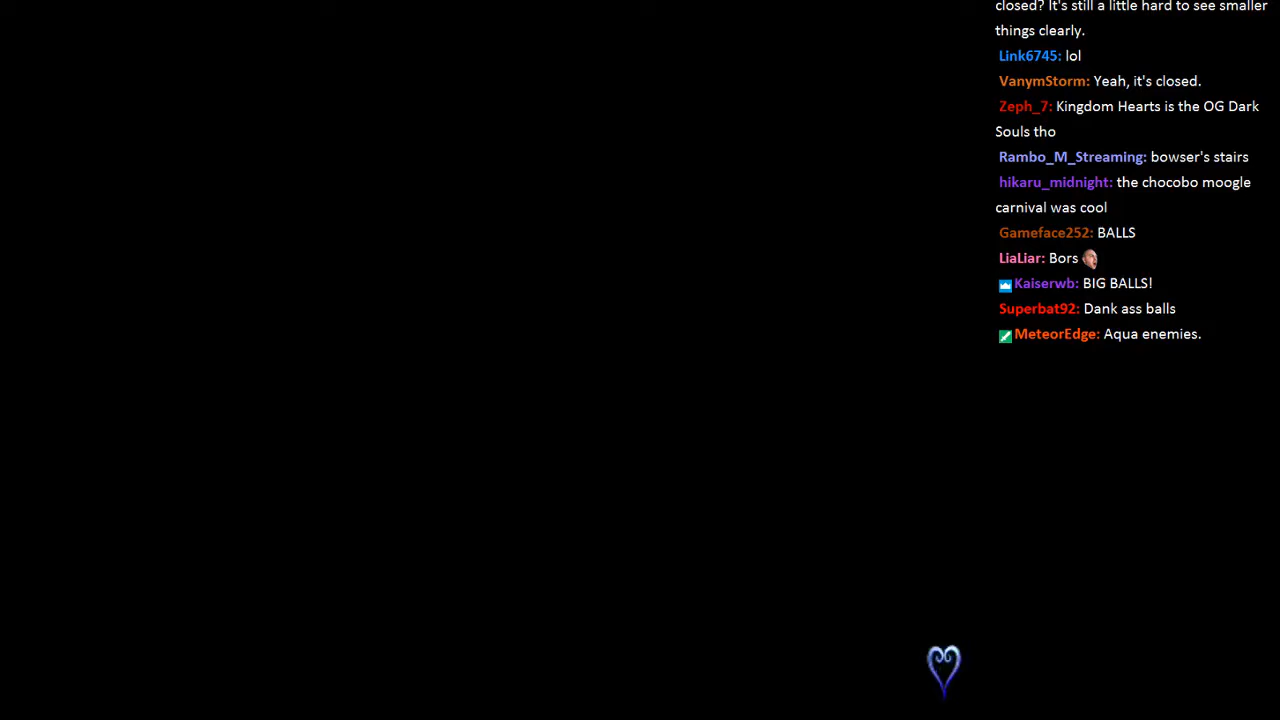 closed? It's still a little hard to see smaller
things clearly.
Link6745: lol
VanymStorm: Yeah, it's closed.
Zeph_7: Kingdom Hearts is the OG Dark
Souls tho
Rambo_M_Streaming: bowser's stairs
hikaru_midnight: the chocobo moogle
carnival was cool
Gameface252: BALLS
LiaLiar: Bors
Kaiserwb: BIG BALLS!
Superbat92: Dank ass balls
MeteorEdge: Aqua enemies.